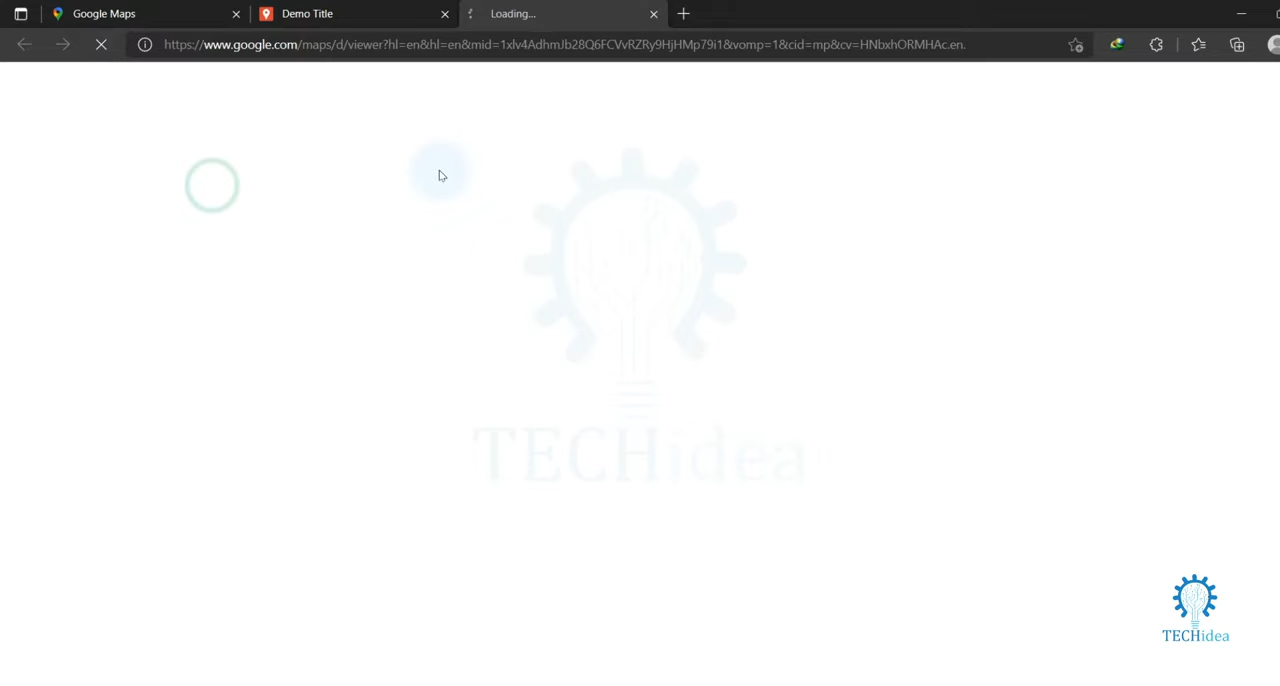 Google Maps
Demo Title
Loading...
https://www.google.com/maps/d/viewer?hl=en&hl=en&mid=1xlv4AdhmJb28Q6FCVvRZRy9HjHMp79i1&vomp=1&cid=mp&cv=HNbxhORMHAc.en.
TECHidea
TECHidea